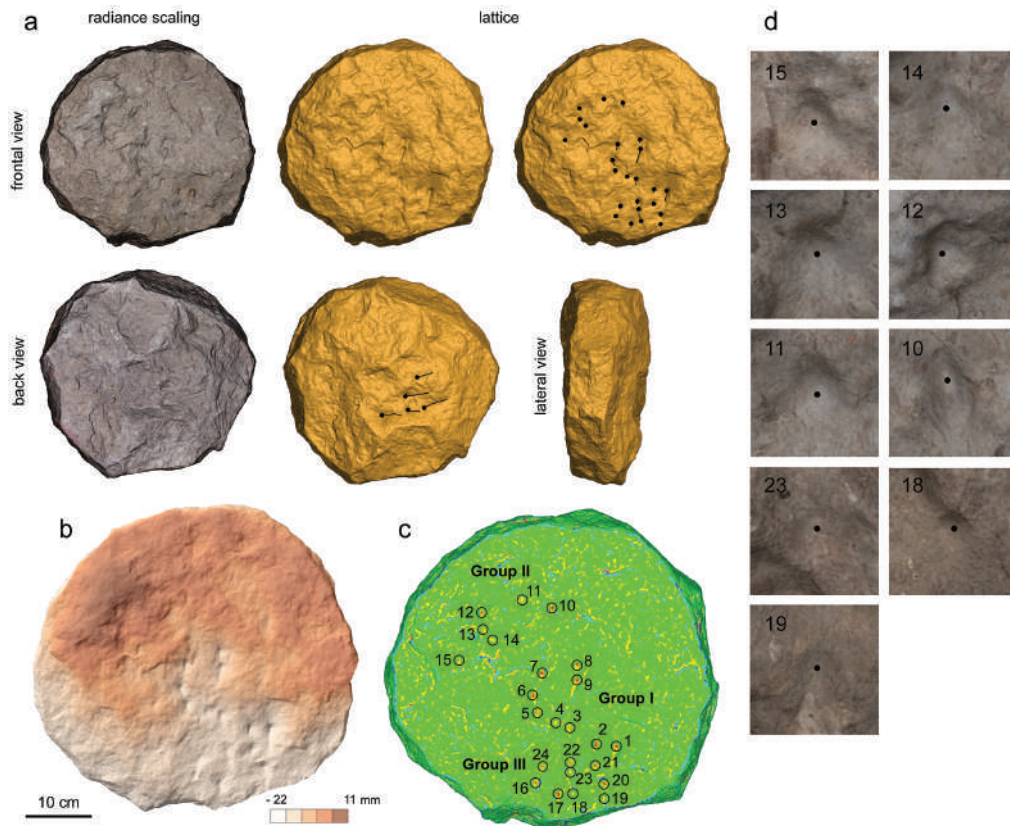 a
radiance scaling
lattice
frontal view
back view
lateral view
b
10 cm
- 22
11 mm
c
Group II
11
10
12
13
14
15
8
7
9
6
Group I
5
4
3
2
1
22
Group III
24
21
23
16
20
17
18
19
d
15
14
13
12
11
10
23
18
19